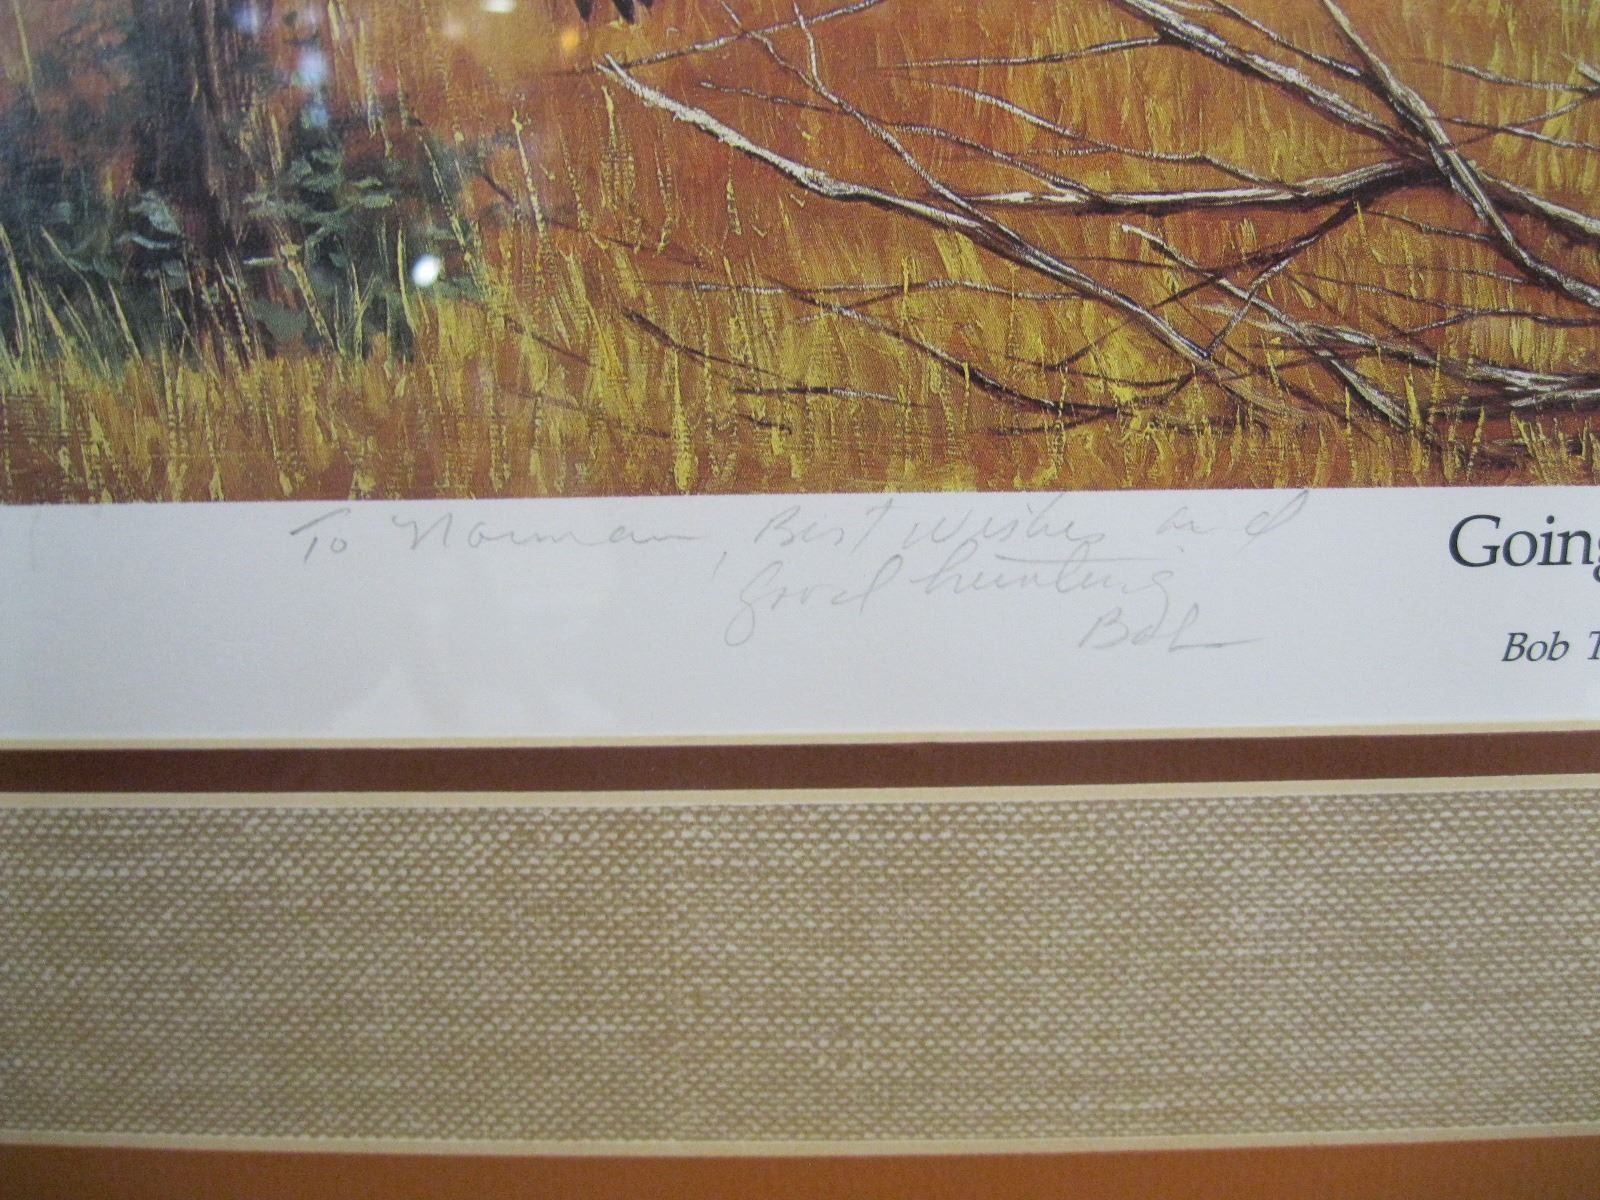 To Norman, Best Wishes and
good hunting
Bob
Going
Bob T